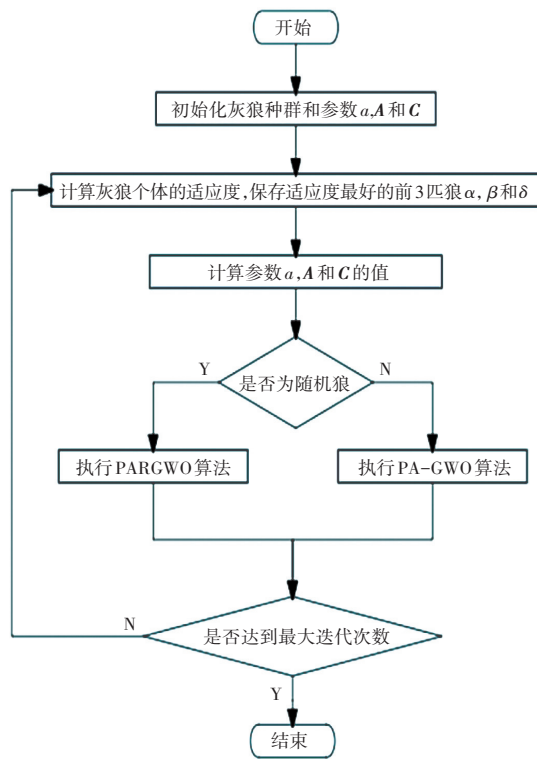 开始
初始化灰狼种群和参数a,A和C
计算灰狼个体的适应度,保存适应度最好的前3匹狼α, β和δ
计算参数a,A和C的值
是否为随机狼
Y
N
执行PARGWO算法
执行PA-GWO算法
是否达到最大迭代次数
N
Y
结束